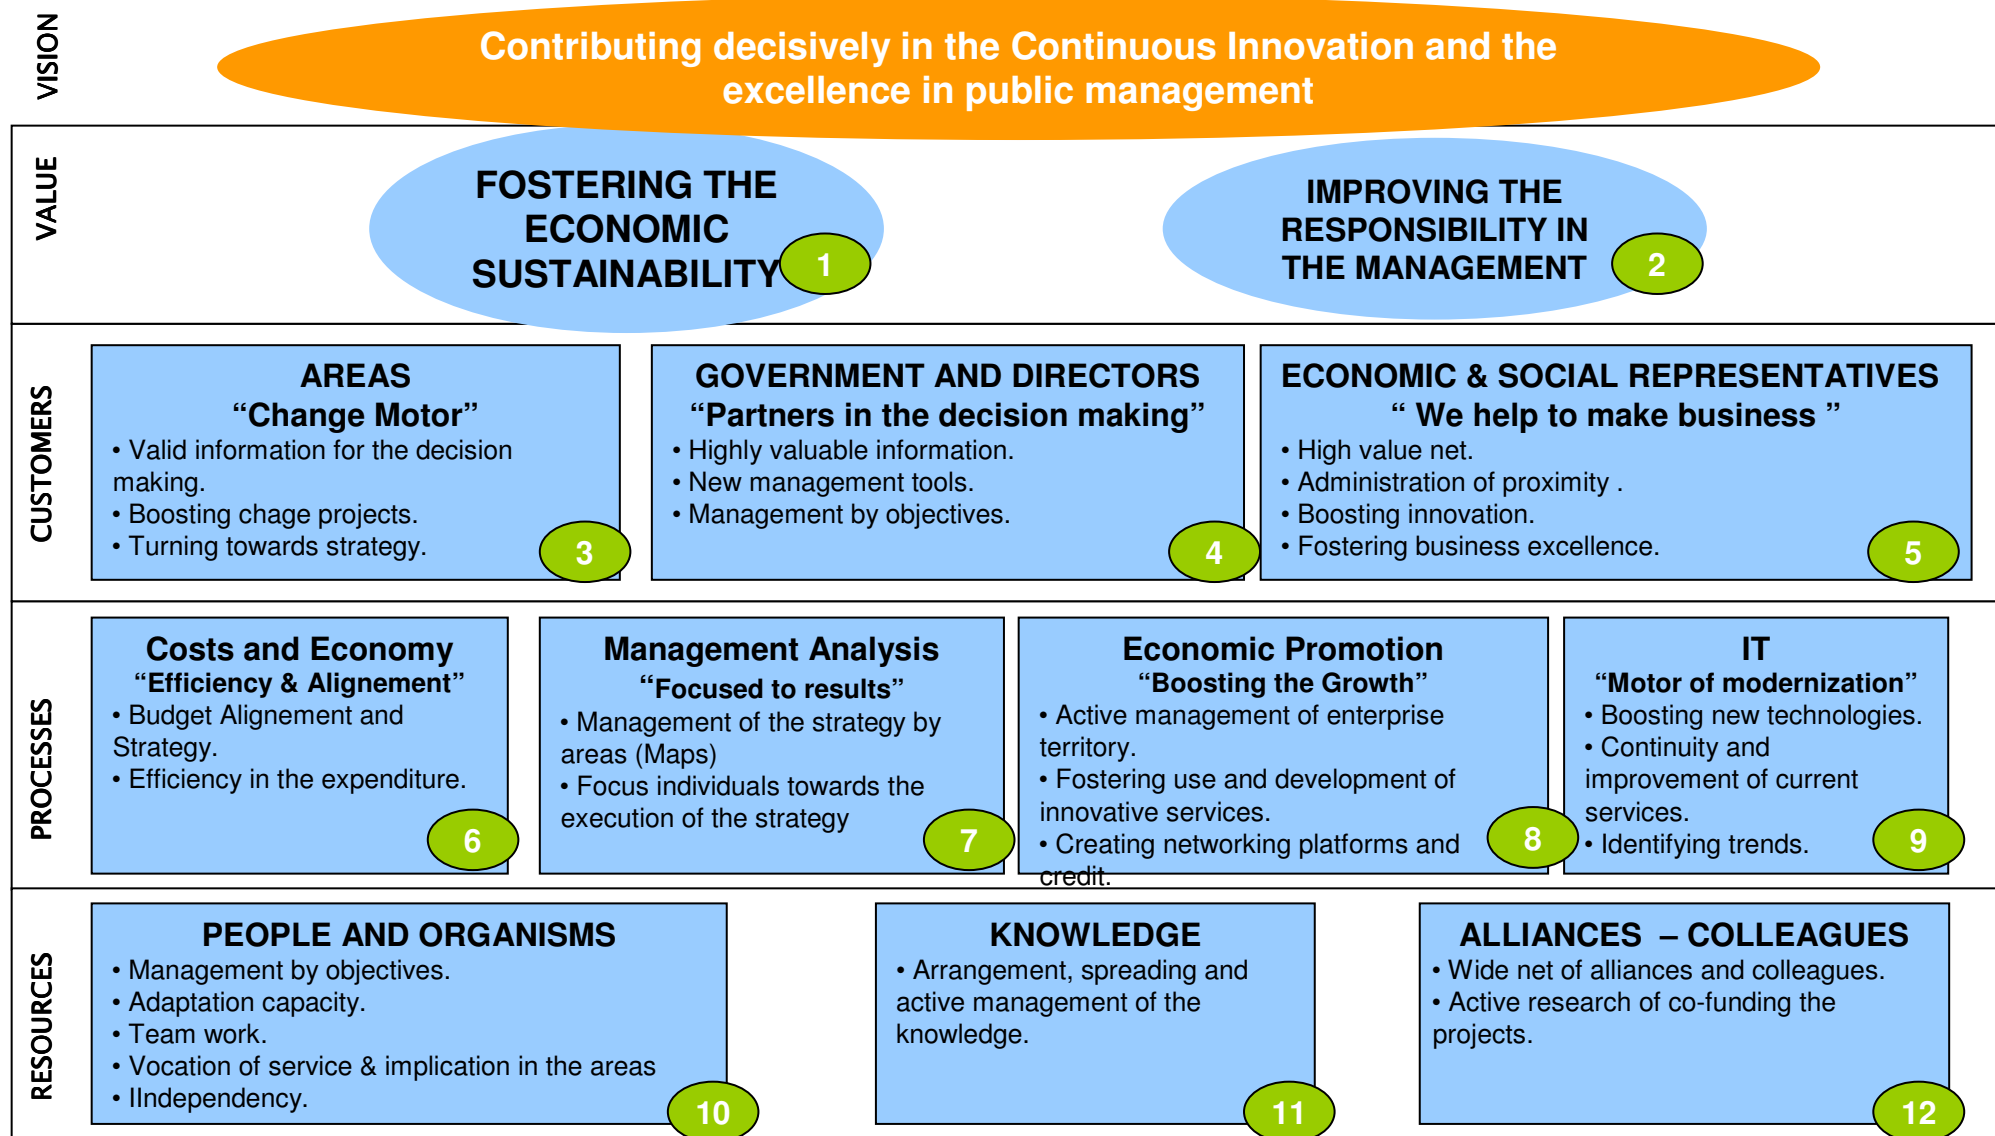 VISION
Contributing decisively in the Continuous Innovation and the
excellence in public management
VALUE
FOSTERING THE
ECONOMIC
SUSTAINABILITY
1
IMPROVING THE
RESPONSIBILITY IN
THE MANAGEMENT
2
CUSTOMERS
AREAS
“Change Motor”
• Valid information for the decision
making.
• Boosting chage projects.
• Turning towards strategy.
3
GOVERNMENT AND DIRECTORS
“Partners in the decision making”
• Highly valuable information.
• New management tools.
• Management by objectives.
4
ECONOMIC & SOCIAL REPRESENTATIVES
“ We help to make business ”
• High value net.
• Administration of proximity .
• Boosting innovation.
• Fostering business excellence.
5
PROCESSES
Costs and Economy
“Efficiency & Alignement”
• Budget Alignement and
Strategy.
• Efficiency in the expenditure.
6
Management Analysis
“Focused to results”
• Management of the strategy by
areas (Maps)
• Focus individuals towards the
execution of the strategy
7
Economic Promotion
“Boosting the Growth”
• Active management of enterprise
territory.
• Fostering use and development of
innovative services.
• Creating networking platforms and
credit.
8
IT
“Motor of modernization”
• Boosting new technologies.
• Continuity and
improvement of current
services.
• Identifying trends.
9
RESOURCES
PEOPLE AND ORGANISMS
• Management by objectives.
• Adaptation capacity.
• Team work.
• Vocation of service & implication in the areas
• IIndependency.
10
KNOWLEDGE
• Arrangement, spreading and
active management of the
knowledge.
11
ALLIANCES – COLLEAGUES
• Wide net of alliances and colleagues.
• Active research of co-funding the
projects.
12